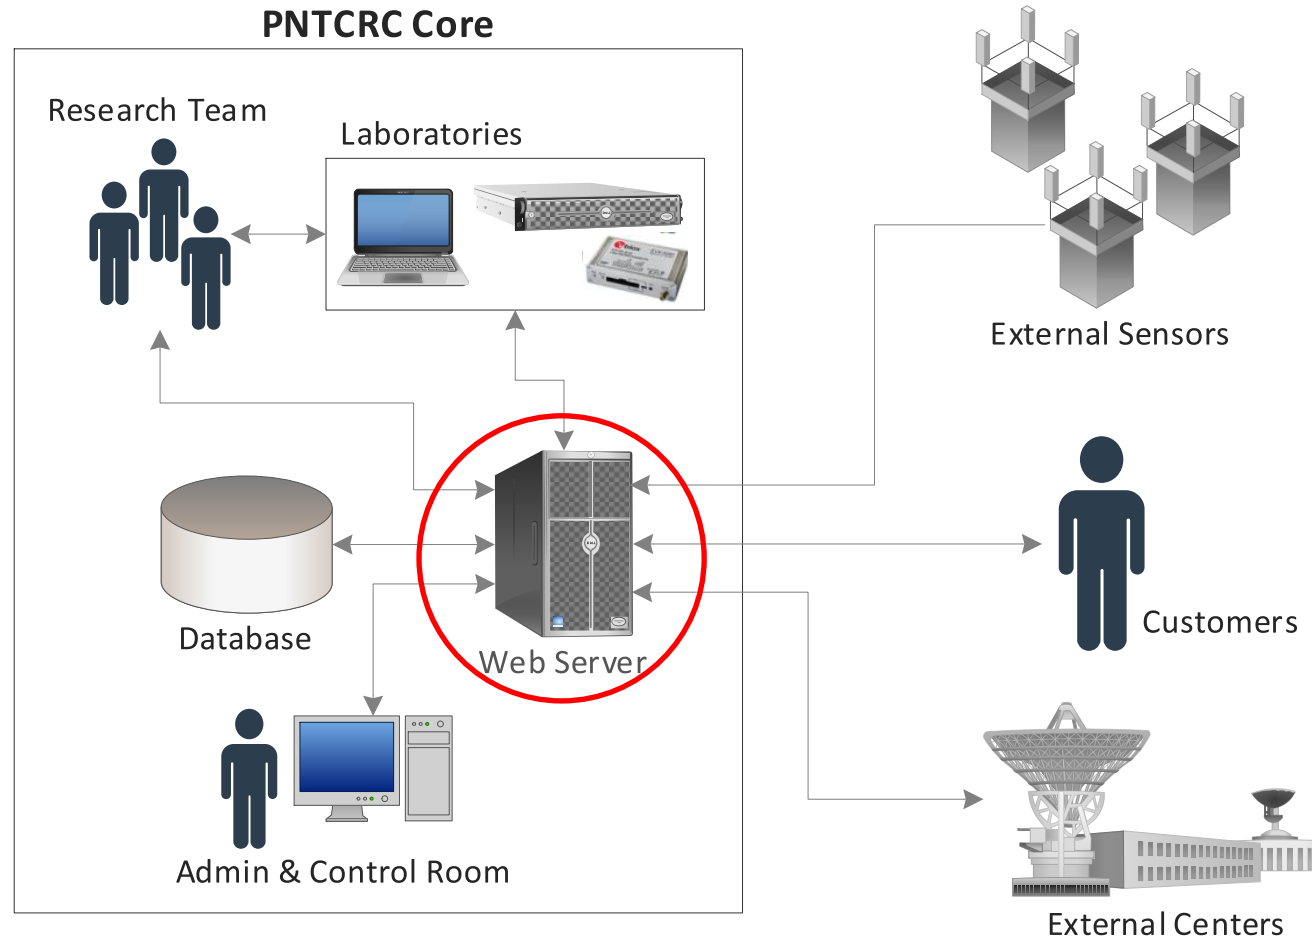 PNTCRC Core
Research Team
Laboratories
External Sensors
Database
Web Server
Customers
Admin & Control Room
External Centers